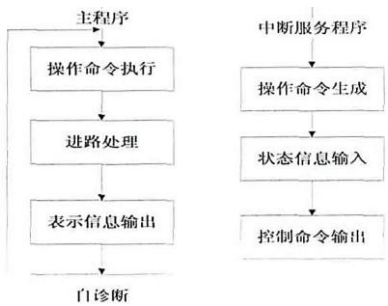 主程序
操作命令执行
进路处理
表示信息输出
自诊断
中断服务程序
操作命令生成
状态信息输入
控制命令输出